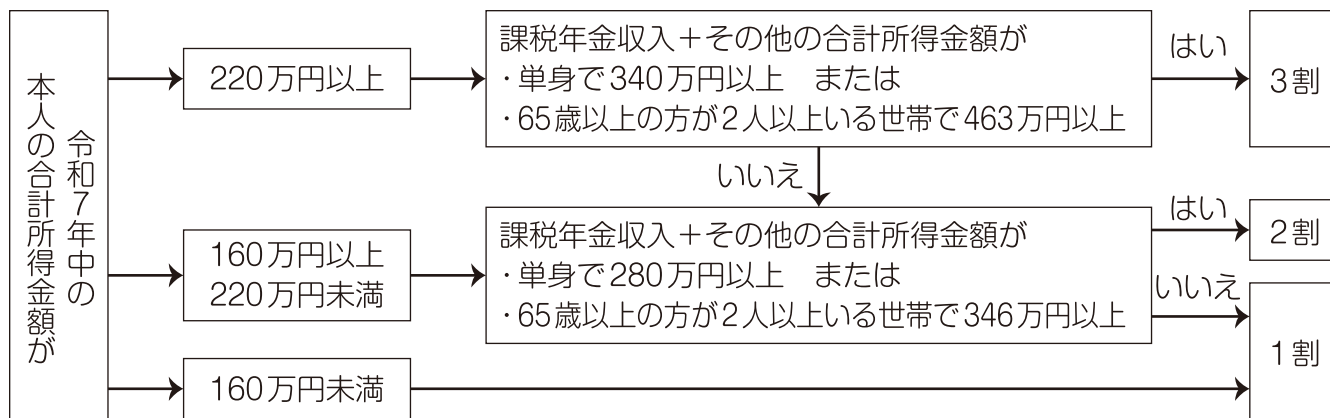 令和７年中の
本人の合計所得金額が
220万円以上
課税年金収入＋その他の合計所得金額が
・単身で340万円以上　または
・65歳以上の方が２人以上いる世帯で463万円以上
はい
３割
いいえ
160万円以上
220万円未満
課税年金収入＋その他の合計所得金額が
・単身で280万円以上　または
・65歳以上の方が２人以上いる世帯で346万円以上
はい
２割
いいえ
１割
160万円未満